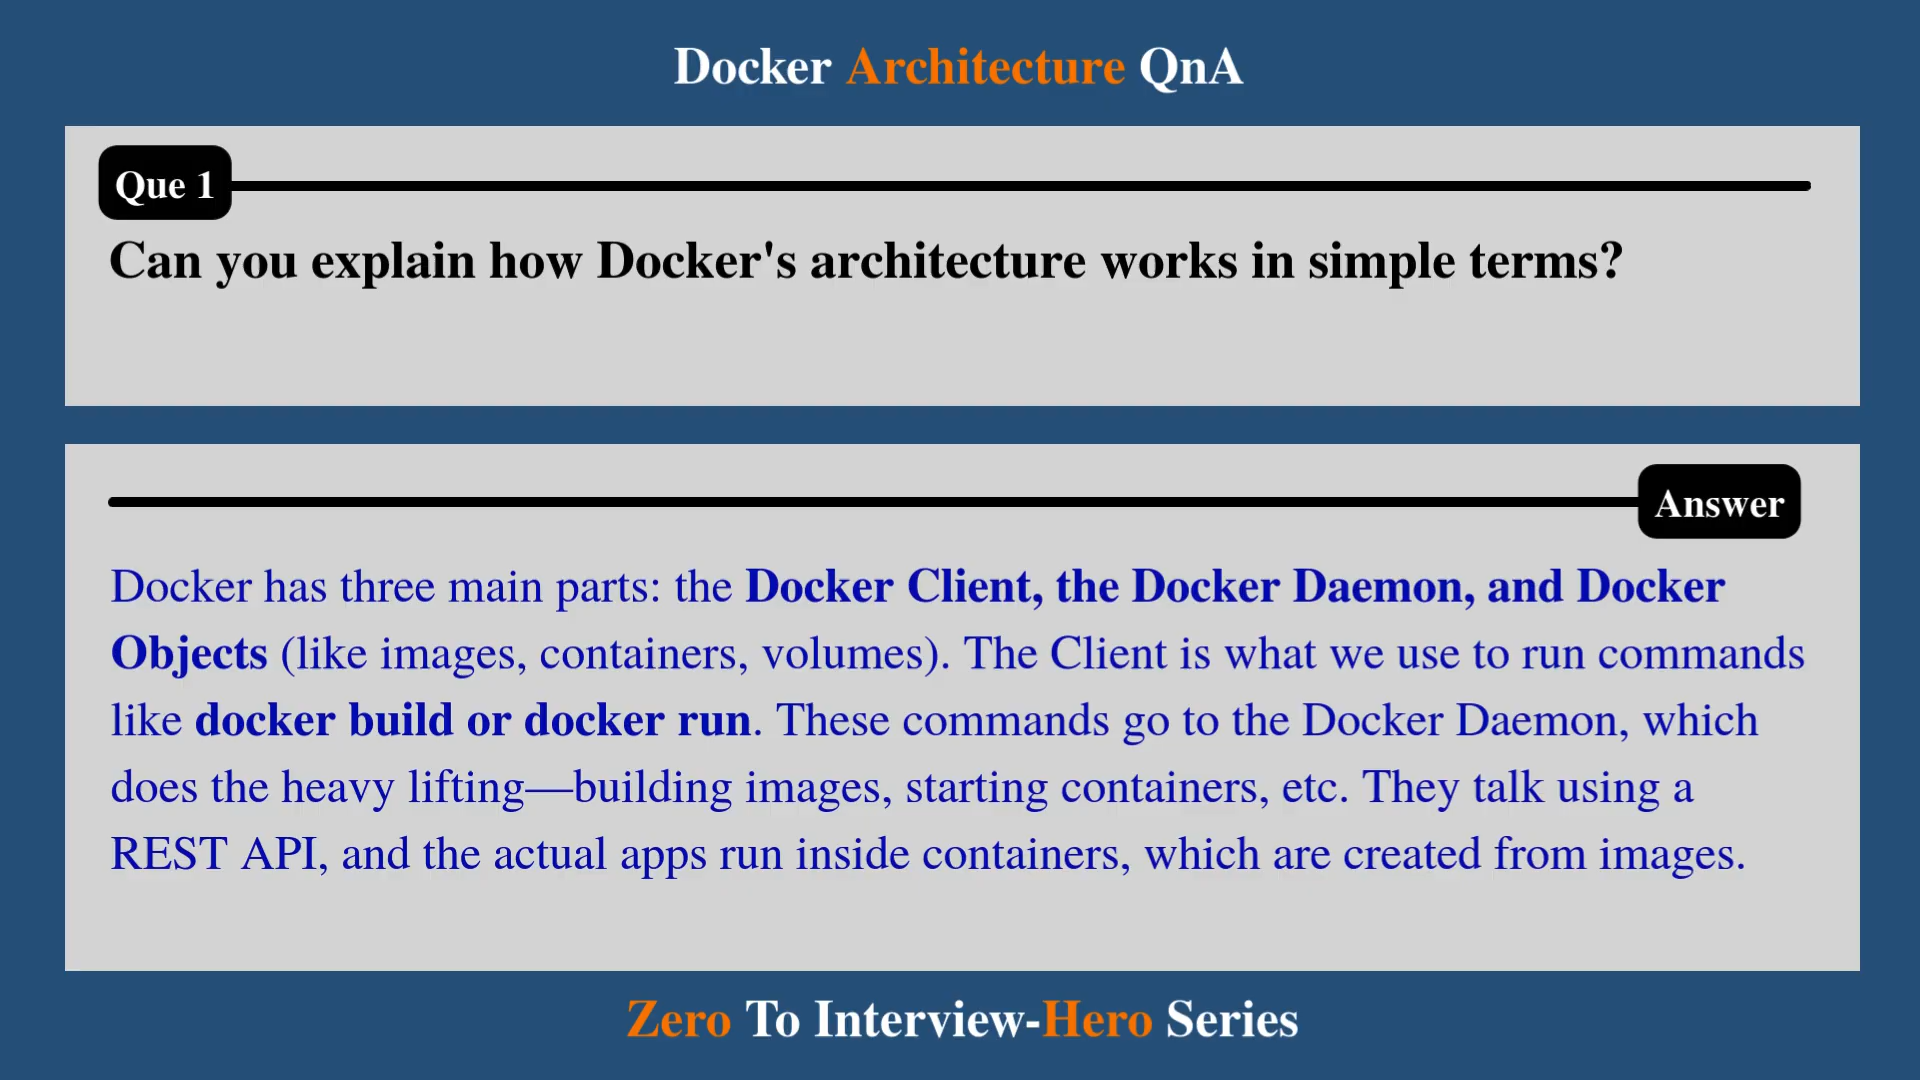 Docker Architecture QnA
Que 1
Can you explain how Docker's architecture works in simple terms?
Answer
Docker has three main parts: the Docker Client, the Docker Daemon, and Docker
Objects (like images, containers, volumes). The Client is what we use to run commands
like docker build or docker run. These commands go to the Docker Daemon, which
does the heavy lifting—building images, starting containers, etc. They talk using a
REST API, and the actual apps run inside containers, which are created from images.
Zero To Interview-Hero Series